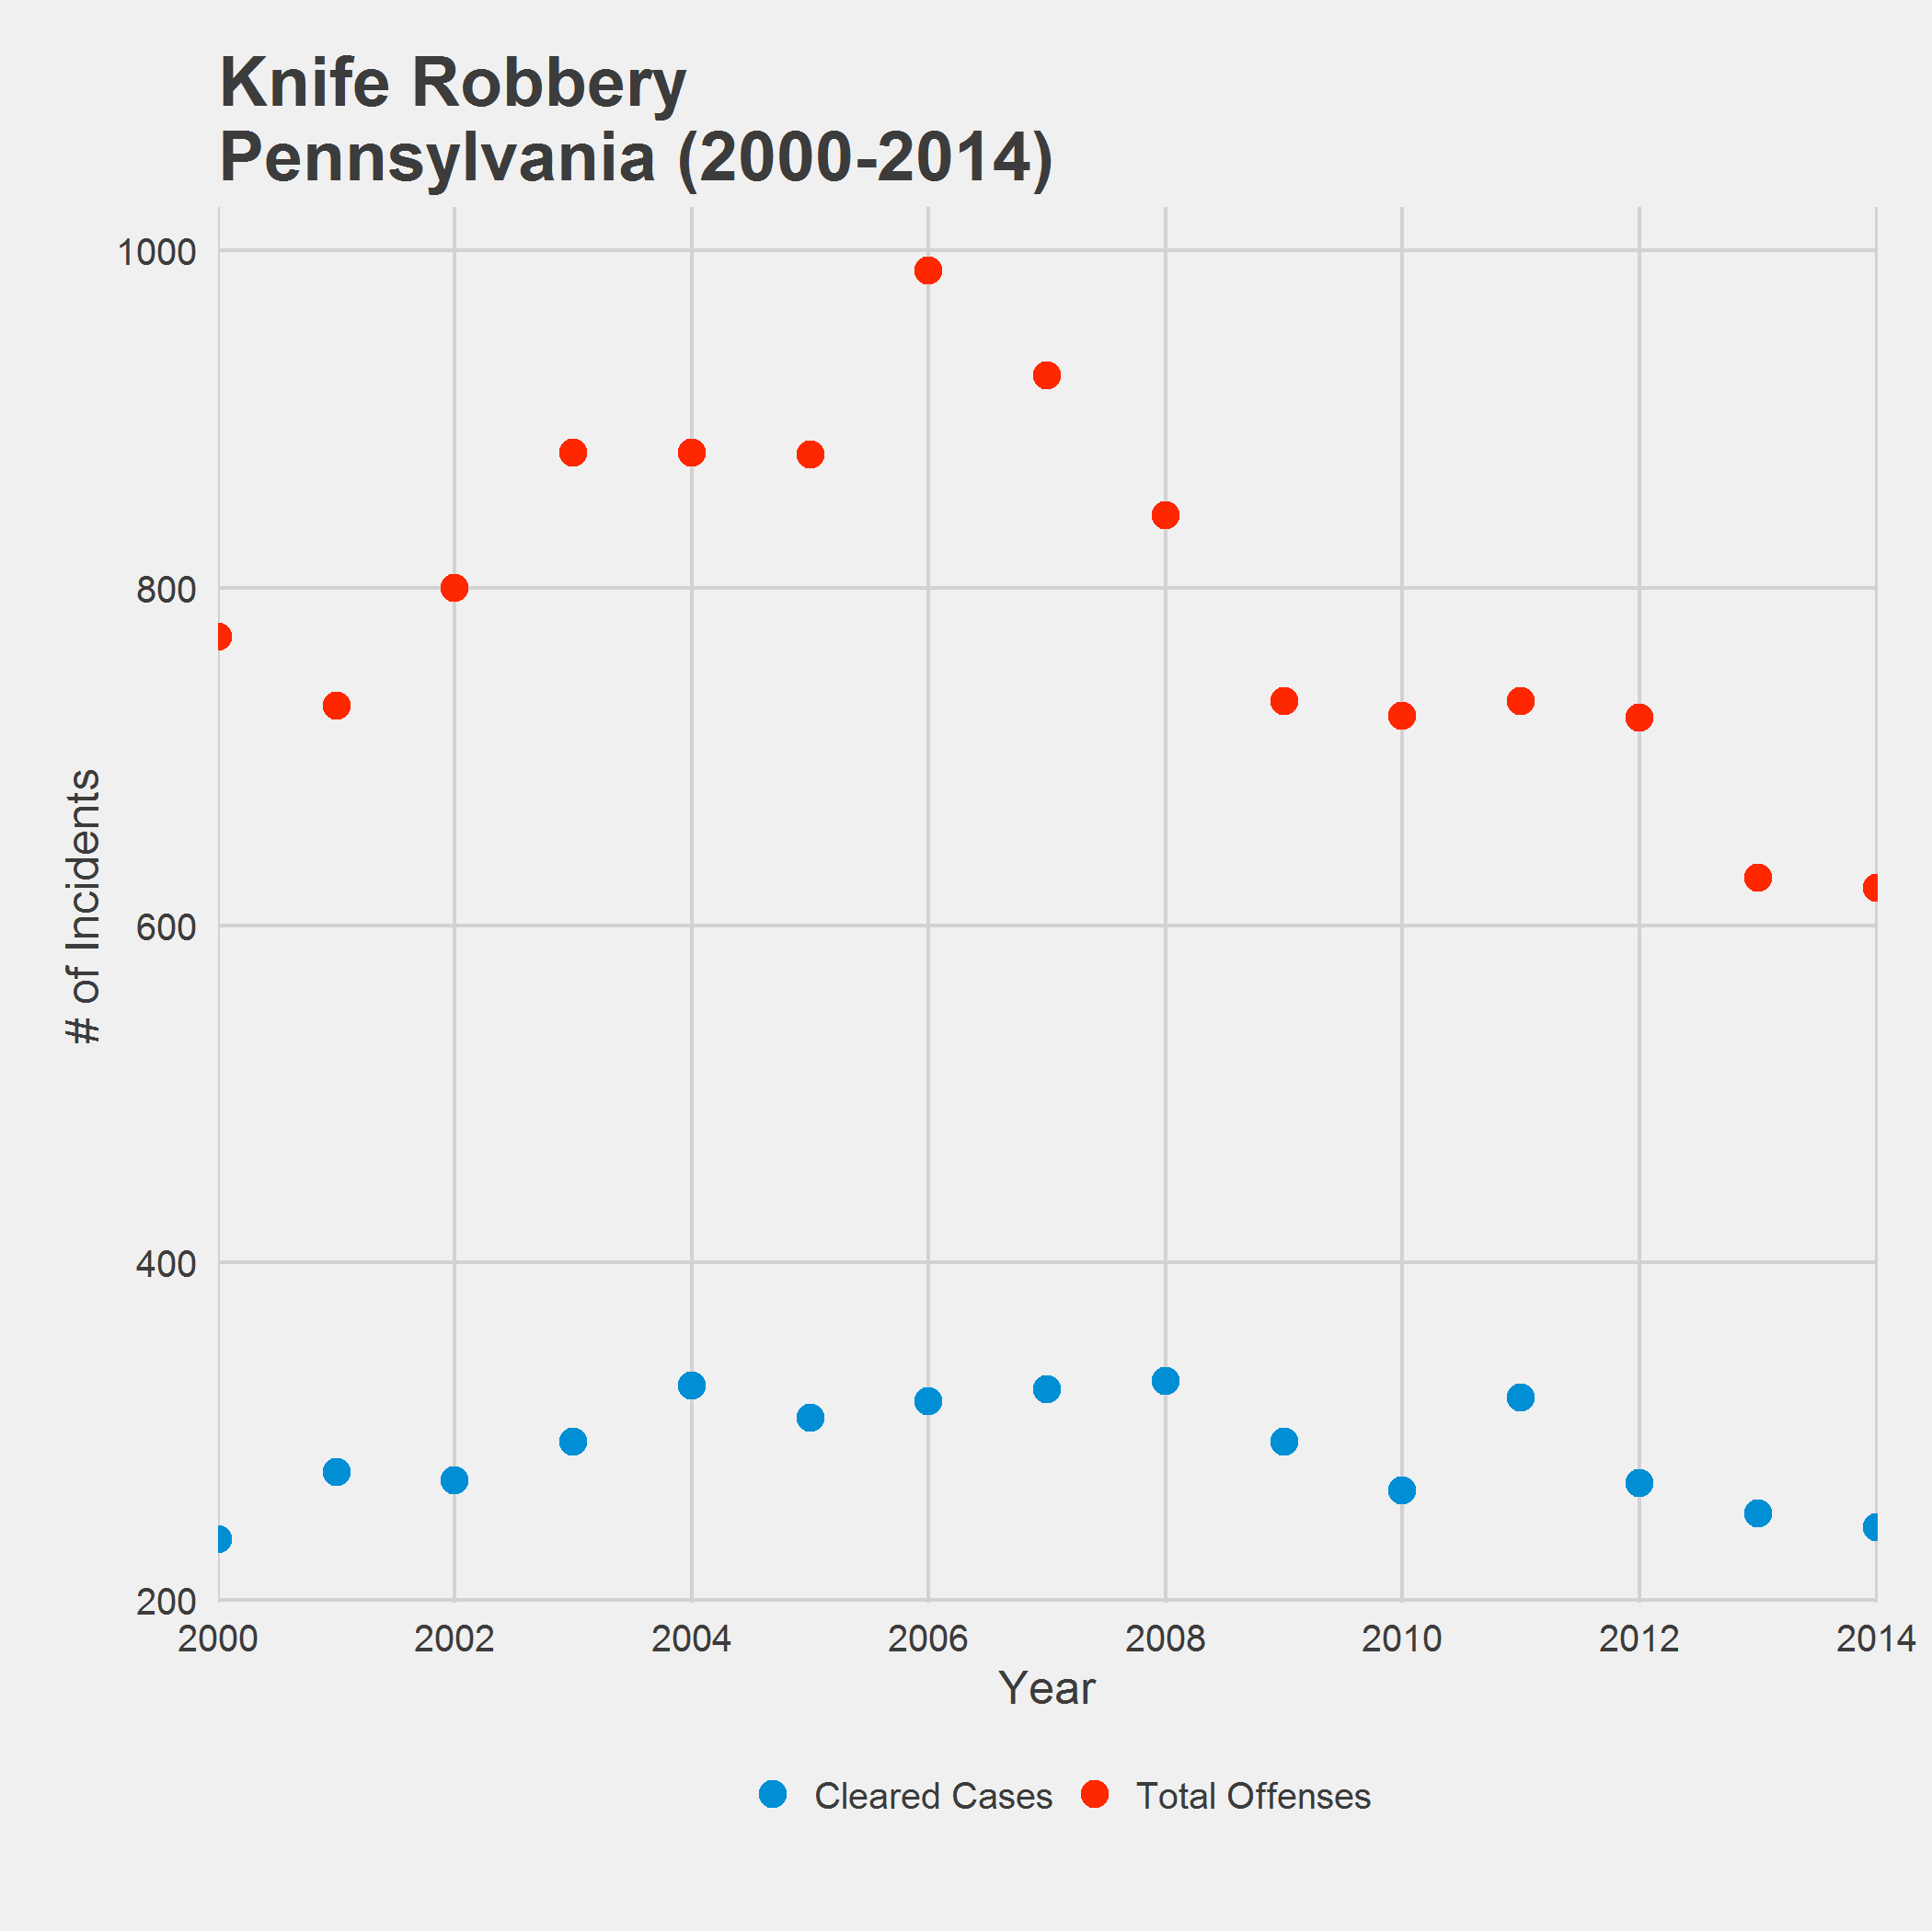 Knife Robbery
Pennsylvania (2000-2014)
1000
800
600
400
200
# of Incidents
2000 2002 2004 2006 2008 2010 2012 2014
Year
Cleared Cases Total Offenses